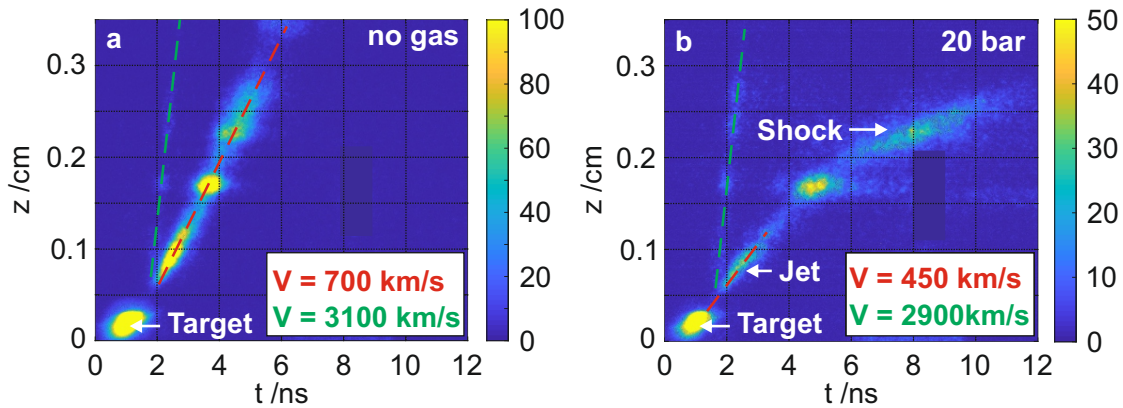 a
no gas
z /cm
0.3
0.2
0.1
0
Target
V = 700 km/s
V = 3100 km/s
0 2 4 6 8 10 12
t /ns
100
80
60
40
20
0
b
20 bar
z /cm
0.3
0.2
0.1
0
Shock
Jet
Target
V = 450 km/s
V = 2900km/s
0 2 4 6 8 10 12
t /ns
50
40
30
20
10
0